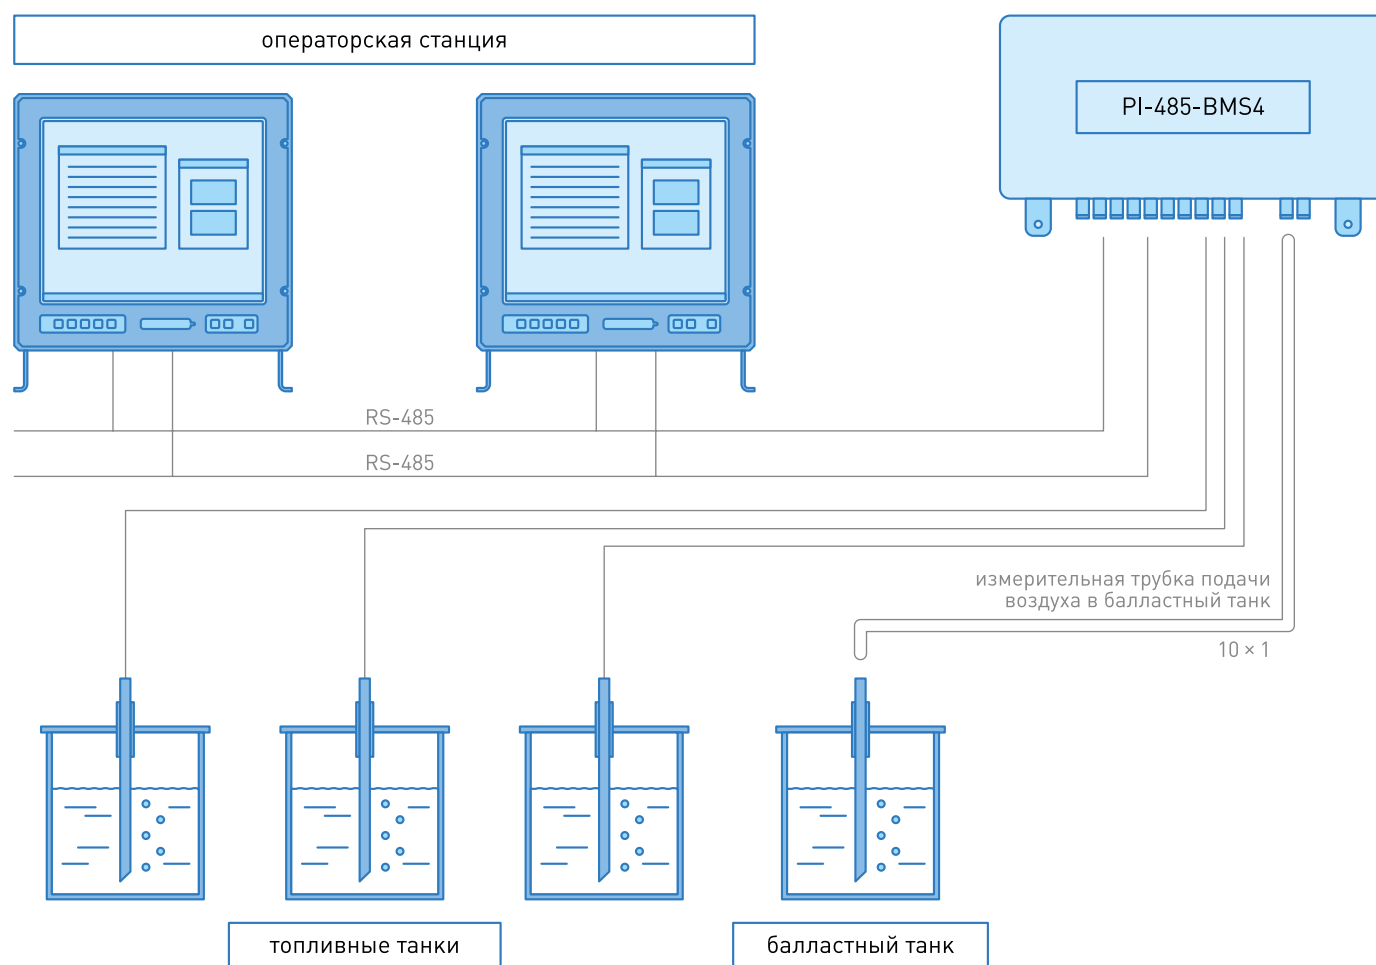 операторская станция
PI-485-BMS4
RS-485
RS-485
измерительная трубка подачи
воздуха в балластный танк
10 × 1
топливные танки
балластный танк